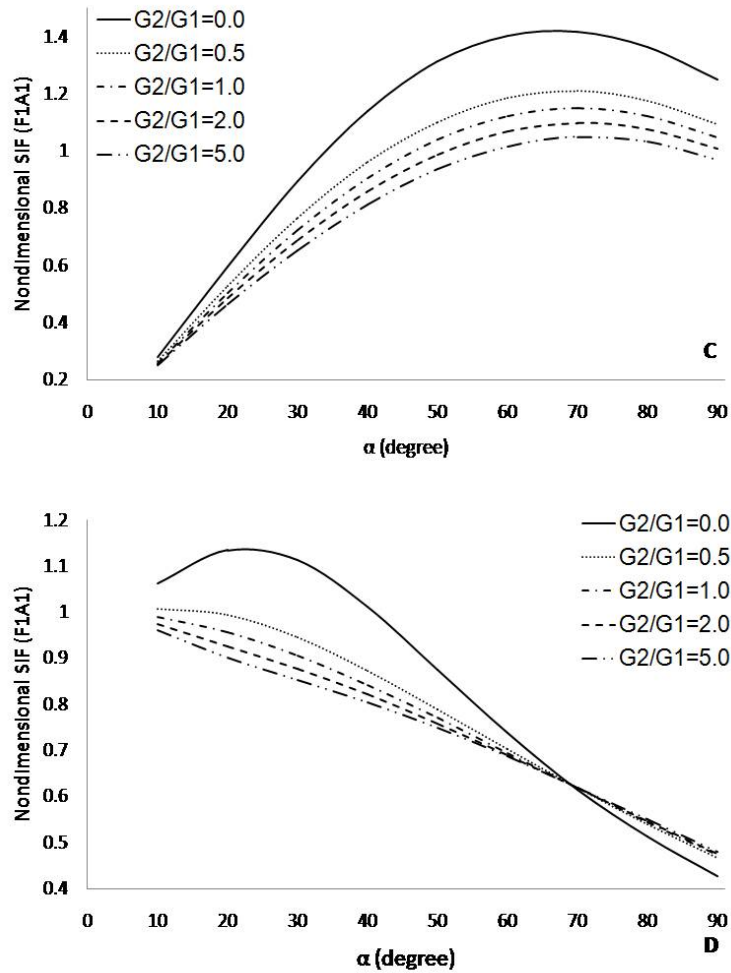 1.4
1.2
1
0.8
0.6
0.4
0.2
Nondimensional SIF (F1A1)
G2/G1=0.0
G2/G1=0.5
G2/G1=1.0
G2/G1=2.0
G2/G1=5.0
C
0 10 20 30 40 50 60 70 80 90
α (degree)
1.2
1.1
1
0.9
0.8
0.7
0.6
0.5
0.4
Nondimensional SIF (F1A1)
G2/G1=0.0
G2/G1=0.5
G2/G1=1.0
G2/G1=2.0
G2/G1=5.0
0 10 20 30 40 50 60 70 80 90
D
α (degree)